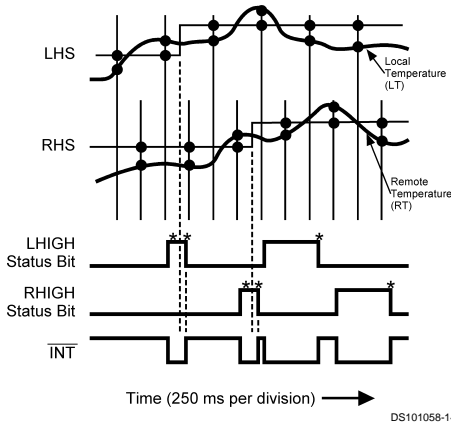 LHS
Local
Temperature
(LT)
RHS
Remote
Temperature
(RT)
* *
*
LHIGH
Status Bit
* *
*
RHIGH
Status Bit
INT
Time (250 ms per division)
DS101058-1